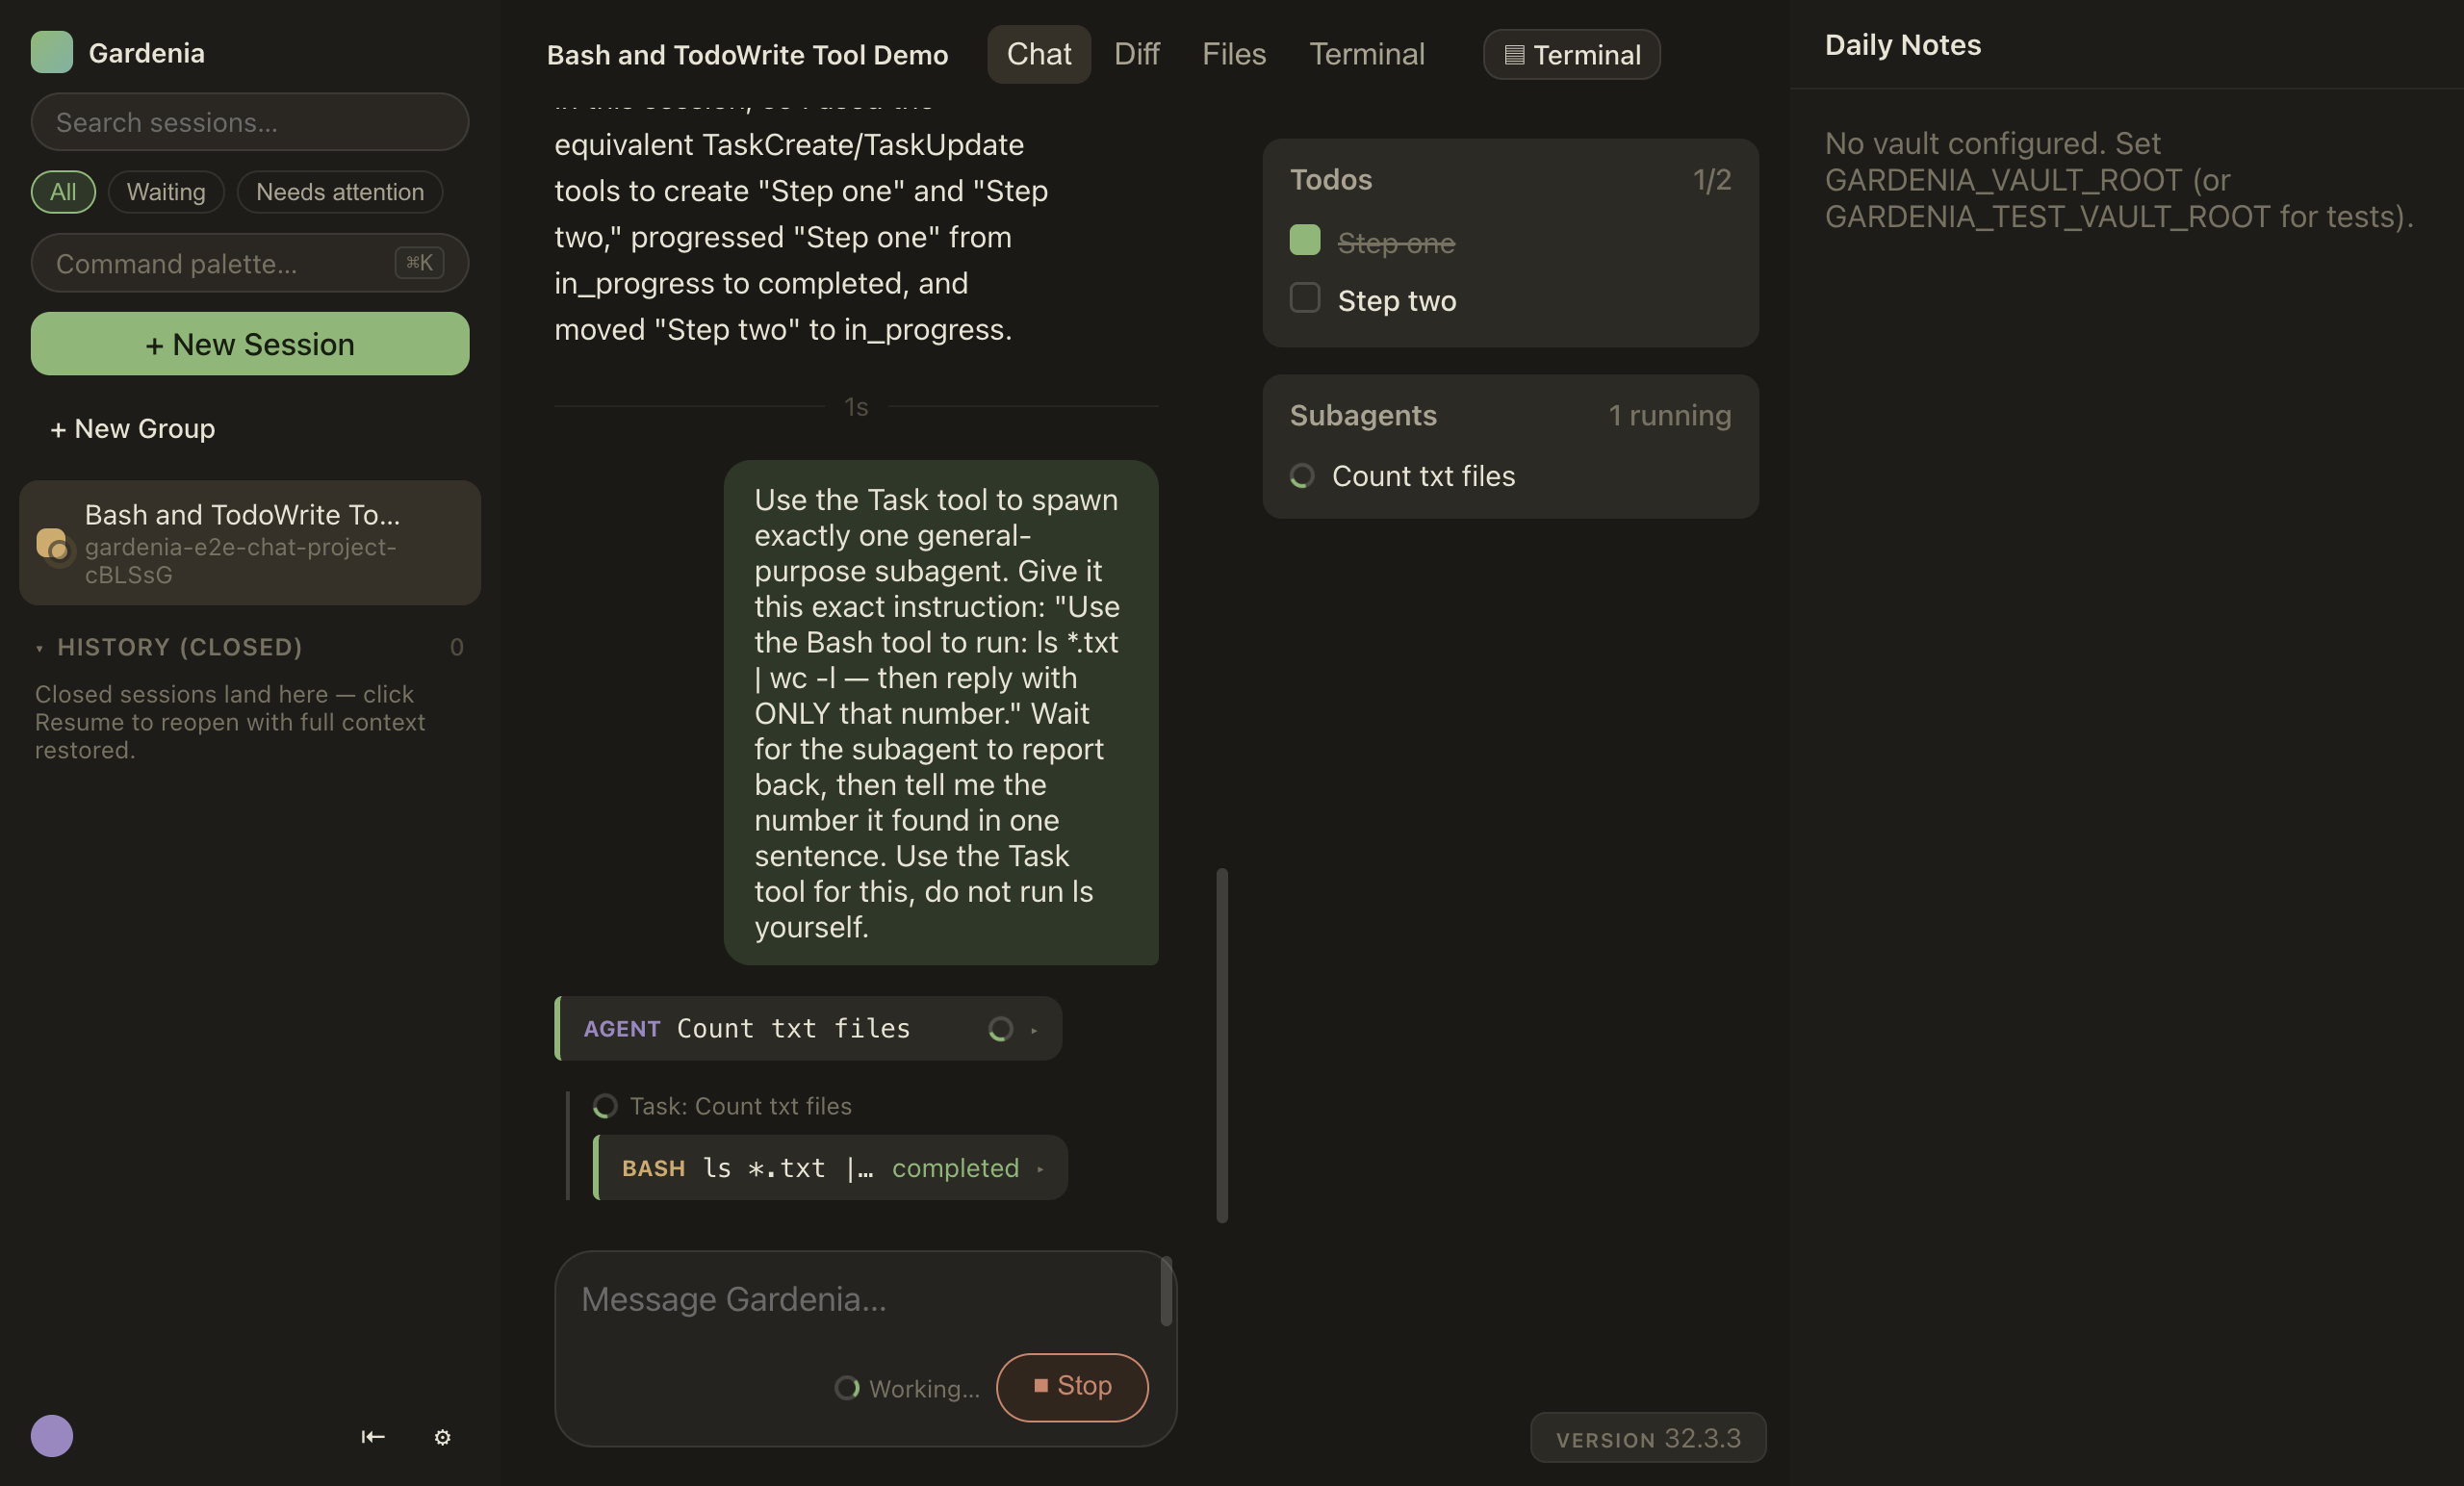 Gardenia
Search sessions...
All
Waiting
Needs attention
Command palette...
⌘K
+ New Session
+ New Group
Bash and TodoWrite To...
gardenia-e2e-chat-project-
cBLSsG
HISTORY (CLOSED)
0
Closed sessions land here — click
Resume to reopen with full context
restored.
Bash and TodoWrite Tool Demo
Chat
Diff
Files
Terminal
Terminal
in this session, so I used the
equivalent TaskCreate/TaskUpdate
tools to create "Step one" and "Step
two," progressed "Step one" from
in_progress to completed, and
moved "Step two" to in_progress.
1s
Use the Task tool to spawn
exactly one general-
purpose subagent. Give it
this exact instruction: "Use
the Bash tool to run: ls *.txt
| wc -l — then reply with
ONLY that number." Wait
for the subagent to report
back, then tell me the
number it found in one
sentence. Use the Task
tool for this, do not run ls
yourself.
AGENT Count txt files
Task: Count txt files
BASH ls *.txt |… completed
Message Gardenia...
Working...
Stop
Todos
1/2
Step one
Step two
Subagents
1 running
Count txt files
VERSION 32.3.3
Daily Notes
No vault configured. Set
GARDENIA_VAULT_ROOT (or
GARDENIA_TEST_VAULT_ROOT for tests).